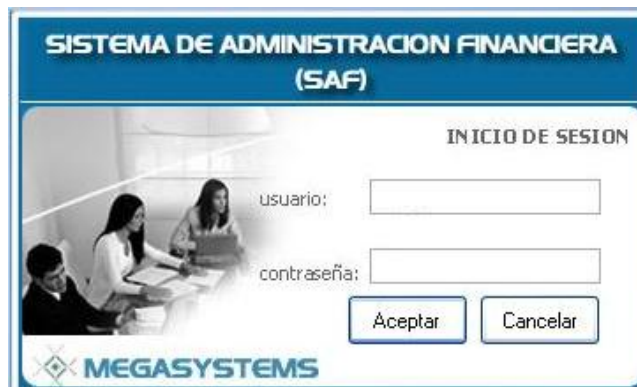 SISTEMA DE ADMINISTRACION FINANCIERA
(SAF)
INICIO DE SESION
usuario:
contraseña:
Aceptar
Cancelar
MEGASYSTEMS